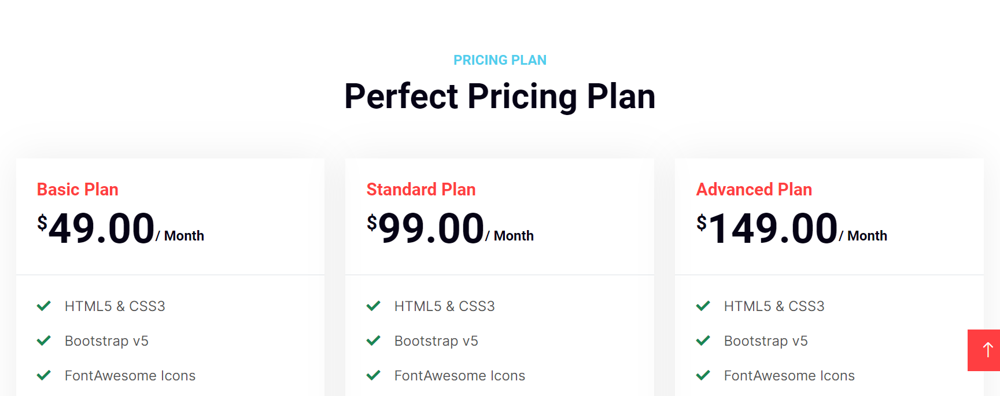 PRICING PLAN
Perfect Pricing Plan
Basic Plan
$49.00/ Month
HTML5 & CSS3
Bootstrap v5
FontAwesome Icons
Standard Plan
$99.00/ Month
HTML5 & CSS3
Bootstrap v5
FontAwesome Icons
Advanced Plan
$149.00/ Month
HTML5 & CSS3
Bootstrap v5
FontAwesome Icons